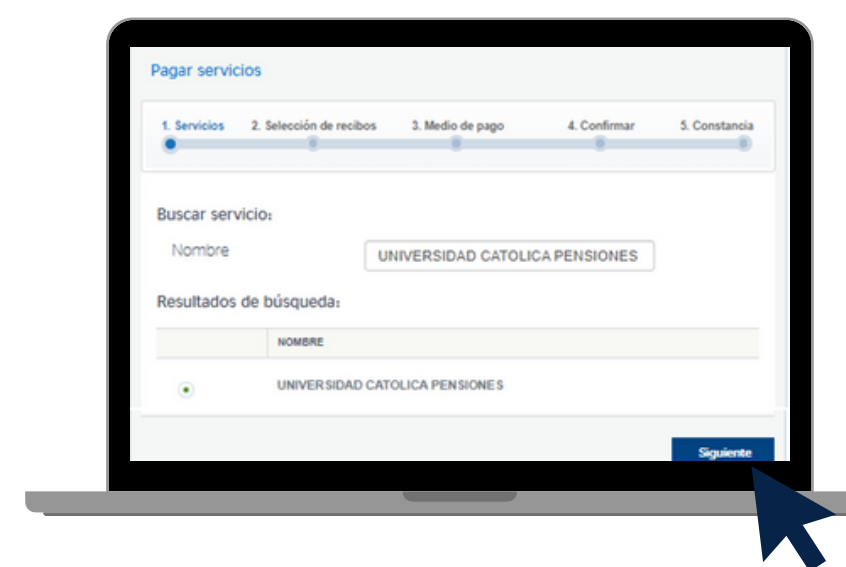 Pagar servicios
1. Servicios 2. Selección de recibos 3. Medio de pago 4. Confirmar 5. Constancia
Buscar servicio:
Nombre UNIVERSIDAD CATOLICA PENSIONES
Resultados de búsqueda:
NOMBRE
UNIVERSIDAD CATOLICA PENSIONES
Siguiente